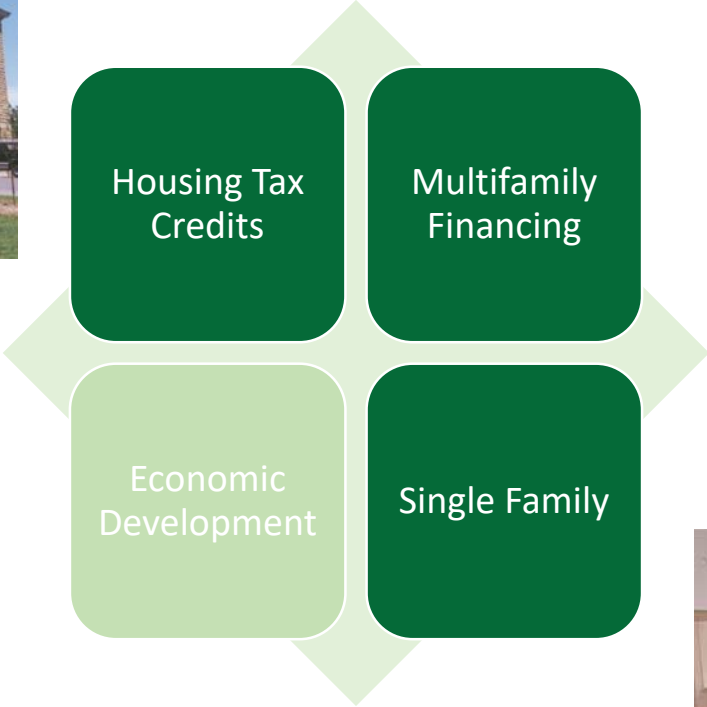 Housing Tax
Credits
Multifamily
Financing
Economic
Development
Single Family